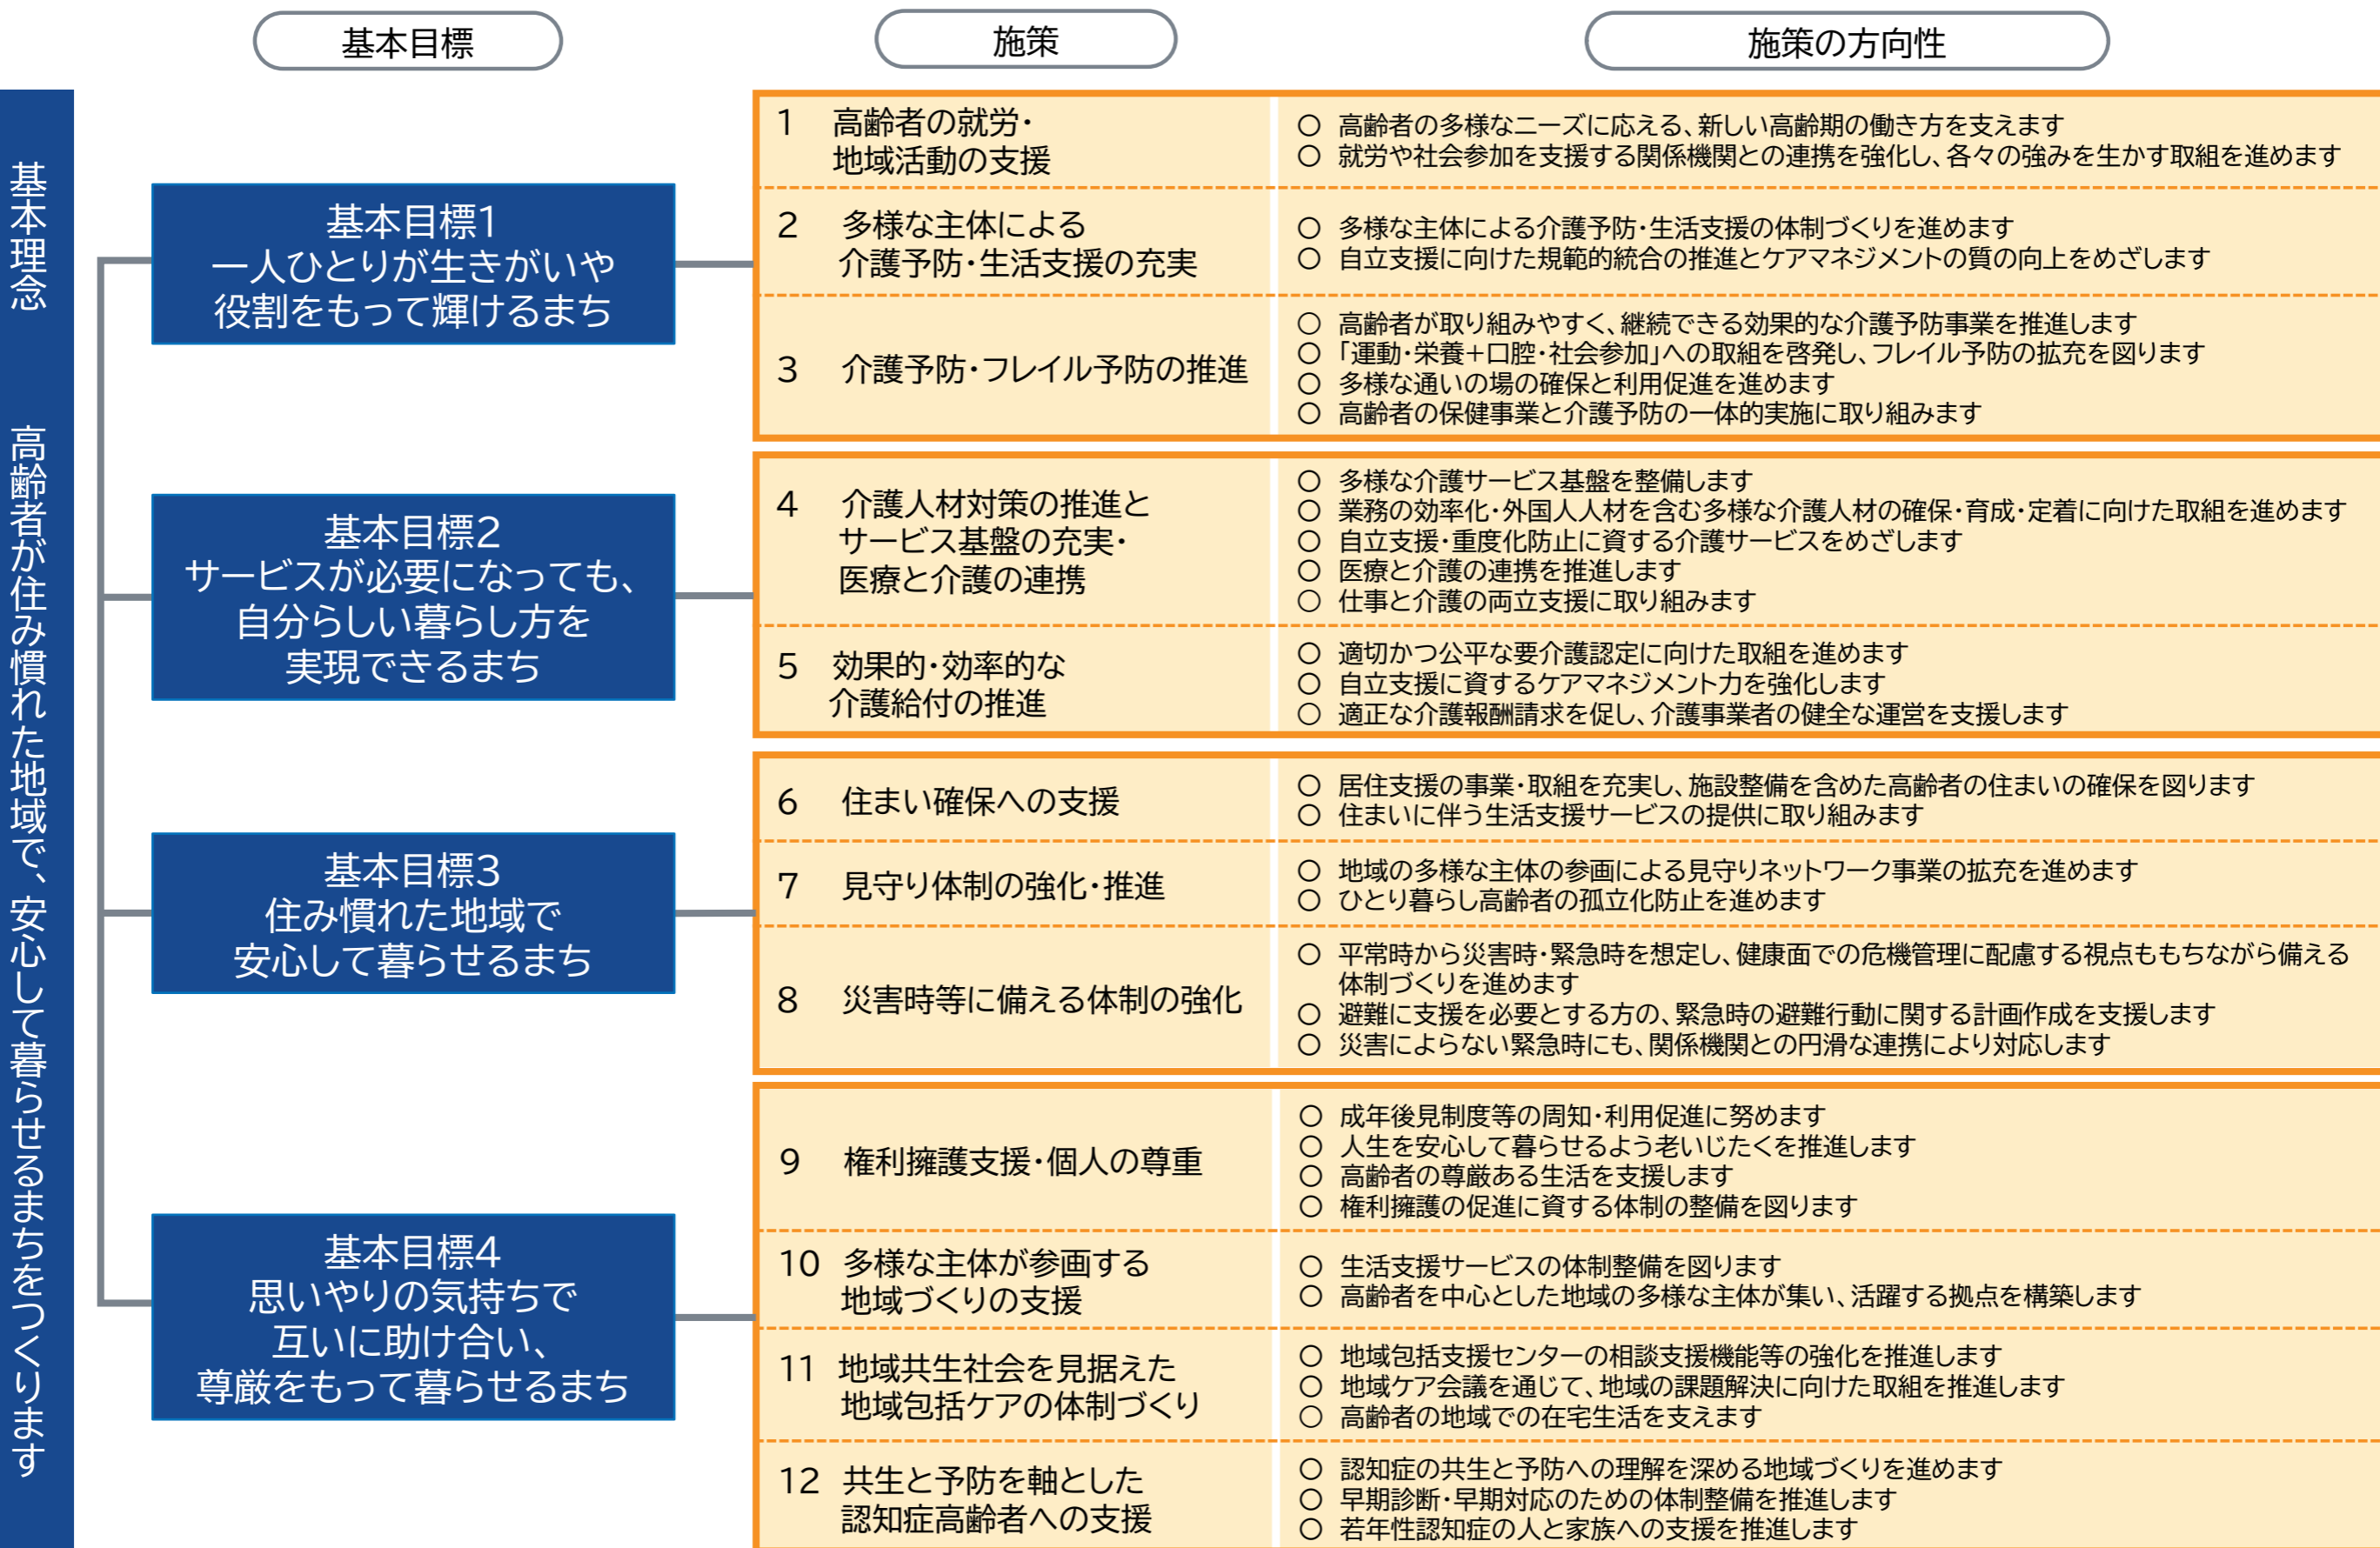 基本目標
施策
施策の方向性
基本理念　高齢者が住み慣れた地域で、安心して暮らせるまちをつくります
基本目標1
一人ひとりが生きがいや
役割をもって輝けるまち
1 高齢者の就労・
地域活動の支援
○ 高齢者の多様なニーズに応える、新しい高齢期の働き方を支えます
○ 就労や社会参加を支援する関係機関との連携を強化し、各々の強みを生かす取組を進めます
2 多様な主体による
介護予防・生活支援の充実
○ 多様な主体による介護予防・生活支援の体制づくりを進めます
○ 自立支援に向けた規範的統合の推進とケアマネジメントの質の向上をめざします
3 介護予防・フレイル予防の推進
○ 高齢者が取り組みやすく、継続できる効果的な介護予防事業を推進します
○ 「運動・栄養+口腔・社会参加」への取組を啓発し、フレイル予防の拡充を図ります
○ 多様な通いの場の確保と利用促進を進めます
○ 高齢者の保健事業と介護予防の一体的実施に取り組みます
基本目標2
サービスが必要になっても、
自分らしい暮らし方を
実現できるまち
4 介護人材対策の推進と
サービス基盤の充実・
医療と介護の連携
○ 多様な介護サービス基盤を整備します
○ 業務の効率化・外国人人材を含む多様な介護人材の確保・育成・定着に向けた取組を進めます
○ 自立支援・重度化防止に資する介護サービスをめざします
○ 医療と介護の連携を推進します
○ 仕事と介護の両立支援に取り組みます
5 効果的・効率的な
介護給付の推進
○ 適切かつ公平な要介護認定に向けた取組を進めます
○ 自立支援に資するケアマネジメント力を強化します
○ 適正な介護報酬請求を促し、介護事業者の健全な運営を支援します
基本目標3
住み慣れた地域で
安心して暮らせるまち
6 住まい確保への支援
○ 居住支援の事業・取組を充実し、施設整備を含めた高齢者の住まいの確保を図ります
○ 住まいに伴う生活支援サービスの提供に取り組みます
7 見守り体制の強化・推進
○ 地域の多様な主体の参画による見守りネットワーク事業の拡充を進めます
○ ひとり暮らし高齢者の孤立化防止を進めます
8 災害時等に備える体制の強化
○ 平常時から災害時・緊急時を想定し、健康面での危機管理に配慮する視点ももちながら備える
体制づくりを進めます
○ 避難に支援を必要とする方の、緊急時の避難行動に関する計画作成を支援します
○ 災害によらない緊急時にも、関係機関との円滑な連携により対応します
基本目標4
思いやりの気持ちで
互いに助け合い、
尊厳をもって暮らせるまち
9 権利擁護支援・個人の尊重
○ 成年後見制度等の周知・利用促進に努めます
○ 人生を安心して暮らせるよう老いじたくを推進します
○ 高齢者の尊厳ある生活を支援します
○ 権利擁護の促進に資する体制の整備を図ります
10 多様な主体が参画する
地域づくりの支援
○ 生活支援サービスの体制整備を図ります
○ 高齢者を中心とした地域の多様な主体が集い、活躍する拠点を構築します
11 地域共生社会を見据えた
地域包括ケアの体制づくり
○ 地域包括支援センターの相談支援機能等の強化を推進します
○ 地域ケア会議を通じて、地域の課題解決に向けた取組を推進します
○ 高齢者の地域での在宅生活を支えます
12 共生と予防を軸とした
認知症高齢者への支援
○ 認知症の共生と予防への理解を深める地域づくりを進めます
○ 早期診断・早期対応のための体制整備を推進します
○ 若年性認知症の人と家族への支援を推進します